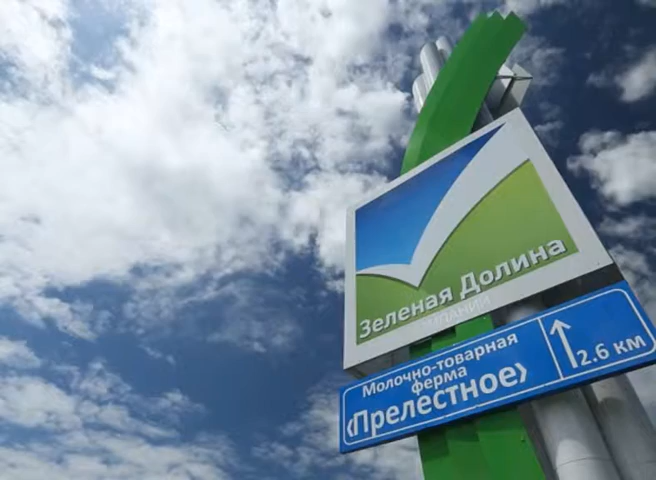 Зеленая Долина
Молочно-товарная
ферма
‹Прелестное›
2.6 км